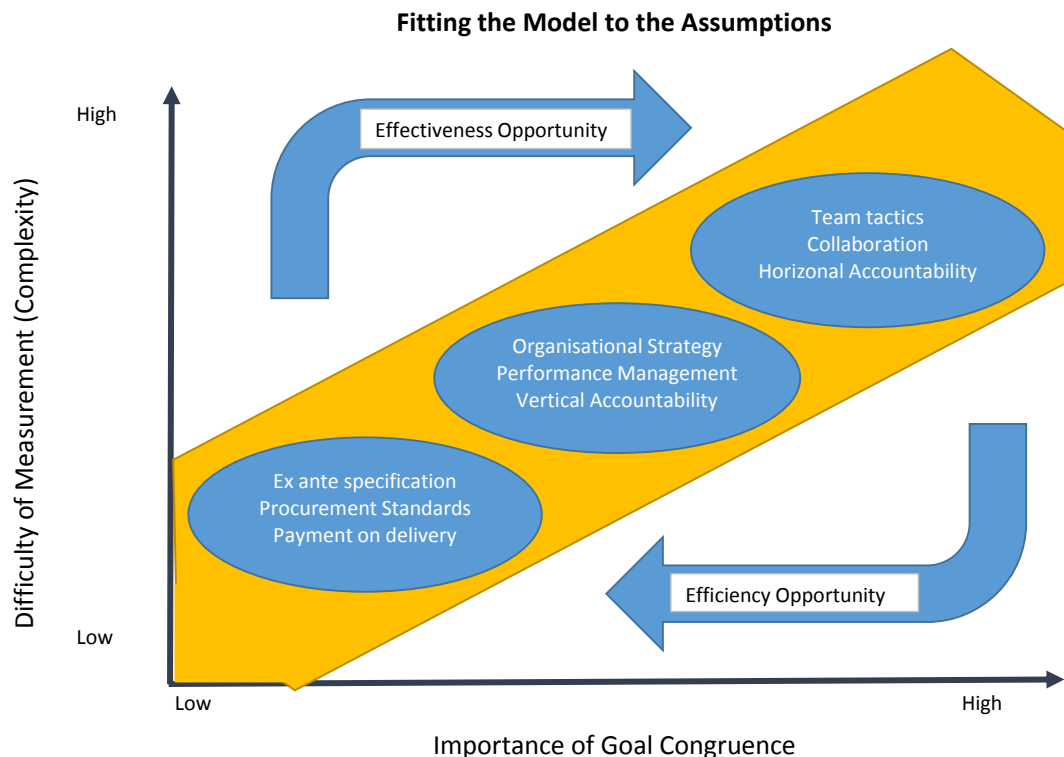 Fitting the Model to the Assumptions
High
Effectiveness Opportunity
Difficulty of Measurement (Complexity)
Team tactics
Collaboration
Horizonal Accountability
Organisational Strategy
Performance Management
Vertical Accountability
Ex ante specification
Procurement Standards
Payment on delivery
Efficiency Opportunity
Low
Low
High
Importance of Goal Congruence